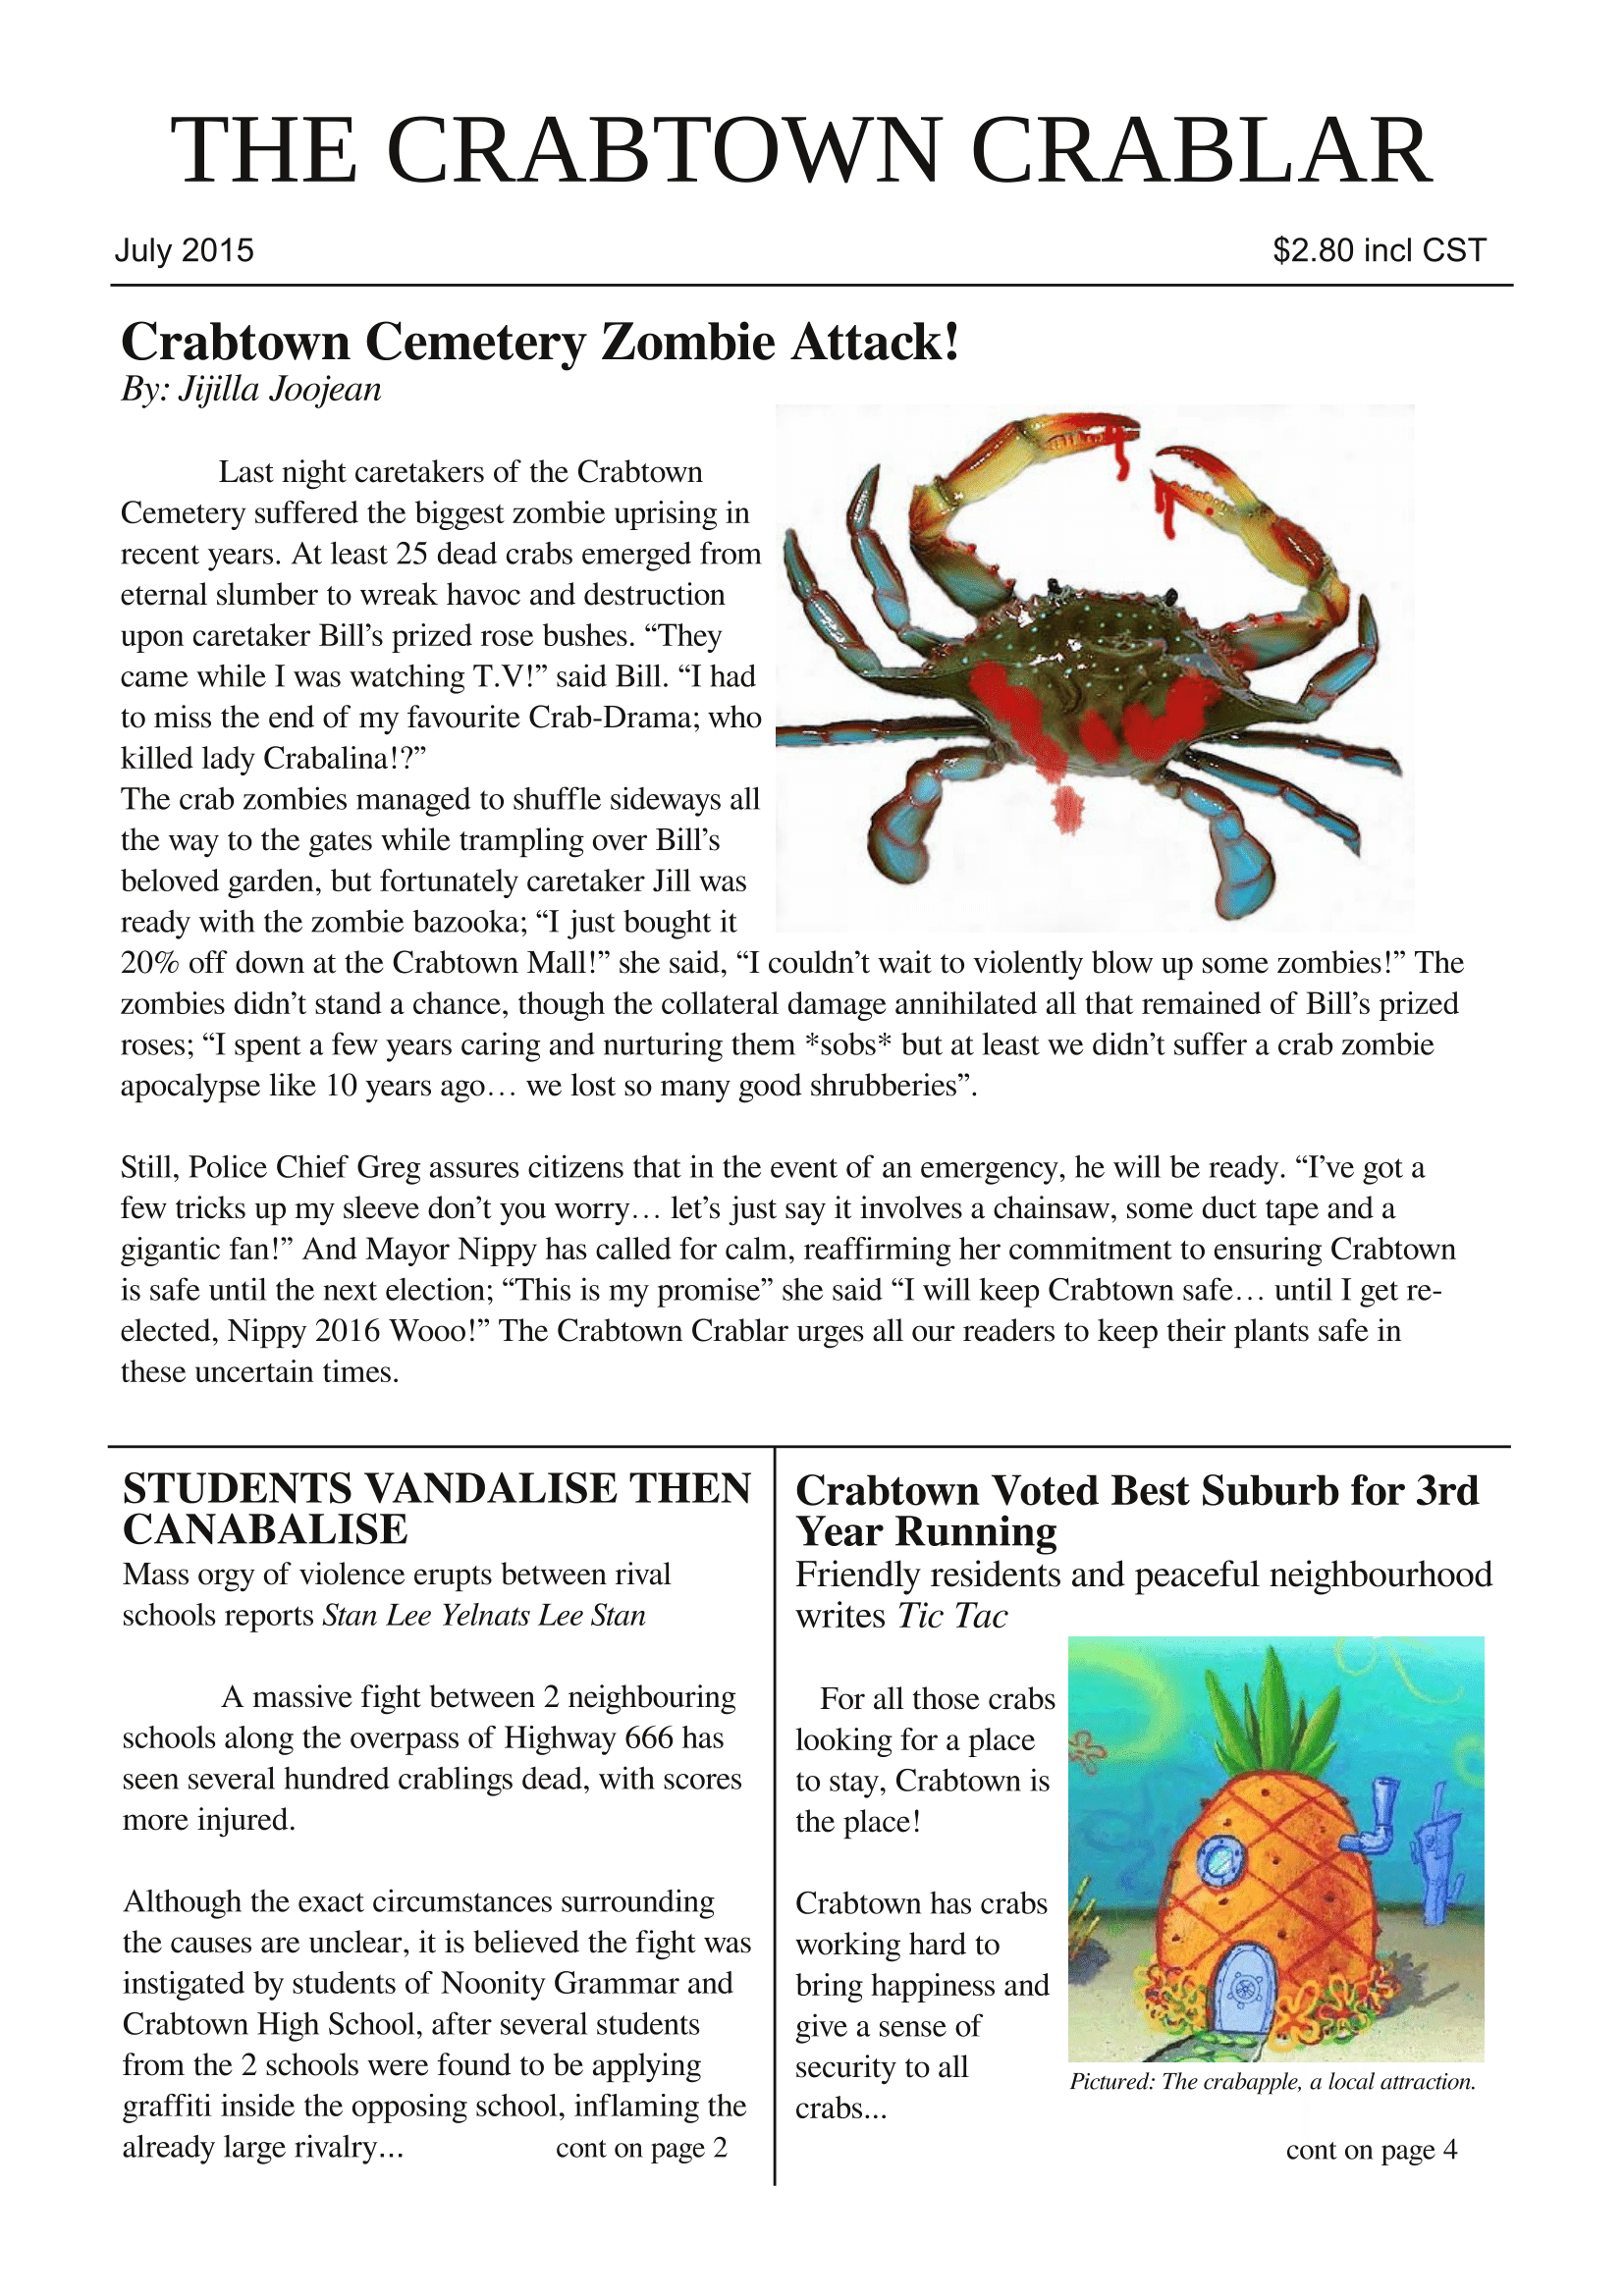 THE CRABTOWN CRABLAR
July 2015
$2.80 incl CST
Crabtown Cemetery Zombie Attack!
By: Jijilla Joojean
Last night caretakers of the Crabtown
Cemetery suffered the biggest zombie uprising in
recent years. At least 25 dead crabs emerged from
eternal slumber to wreak havoc and destruction
upon caretaker Bill’s prized rose bushes. “They
came while I was watching T.V!” said Bill. “I had
to miss the end of my favourite Crab-Drama; who
killed lady Crabalina!?”
The crab zombies managed to shuffle sideways all
the way to the gates while trampling over Bill’s
beloved garden, but fortunately caretaker Jill was
ready with the zombie bazooka; “I just bought it
20% off down at the Crabtown Mall!” she said, “I couldn’t wait to violently blow up some zombies!” The
zombies didn’t stand a chance, though the collateral damage annihilated all that remained of Bill’s prized
roses; “I spent a few years caring and nurturing them *sobs* but at least we didn’t suffer a crab zombie
apocalypse like 10 years ago… we lost so many good shrubberies”.
Still, Police Chief Greg assures citizens that in the event of an emergency, he will be ready. “I’ve got a
few tricks up my sleeve don’t you worry… let’s just say it involves a chainsaw, some duct tape and a
gigantic fan!” And Mayor Nippy has called for calm, reaffirming her commitment to ensuring Crabtown
is safe until the next election; “This is my promise” she said “I will keep Crabtown safe… until I get re-
elected, Nippy 2016 Wooo!” The Crabtown Crablar urges all our readers to keep their plants safe in
these uncertain times.
STUDENTS VANDALISE THEN
CANABALISE
Mass orgy of violence erupts between rival
schools reports Stan Lee Yelnats Lee Stan
A massive fight between 2 neighbouring
schools along the overpass of Highway 666 has
seen several hundred crablings dead, with scores
more injured.
Although the exact circumstances surrounding
the causes are unclear, it is believed the fight was
instigated by students of Noonity Grammar and
Crabtown High School, after several students
from the 2 schools were found to be applying
graffiti inside the opposing school, inflaming the
already large rivalry... cont on page 2
Crabtown Voted Best Suburb for 3rd
Year Running
Friendly residents and peaceful neighbourhood
writes Tic Tac
For all those crabs
looking for a place
to stay, Crabtown is
the place!
Crabtown has crabs
working hard to
bring happiness and
give a sense of
security to all
crabs...
Pictured: The crabapple, a local attraction.
cont on page 4